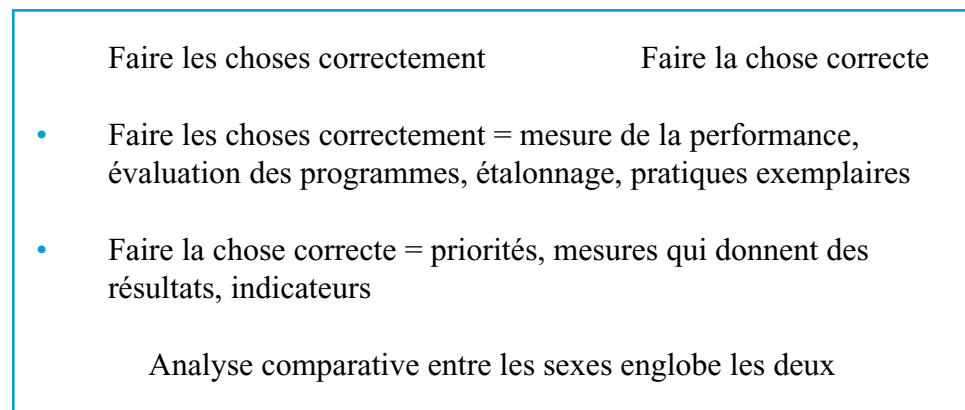 Faire les choses correctement Faire la chose correcte
• Faire les choses correctement = mesure de la performance,
évaluation des programmes, étalonnage, pratiques exemplaires
• Faire la chose correcte = priorités, mesures qui donnent des
résultats, indicateurs
Analyse comparative entre les sexes englobe les deux